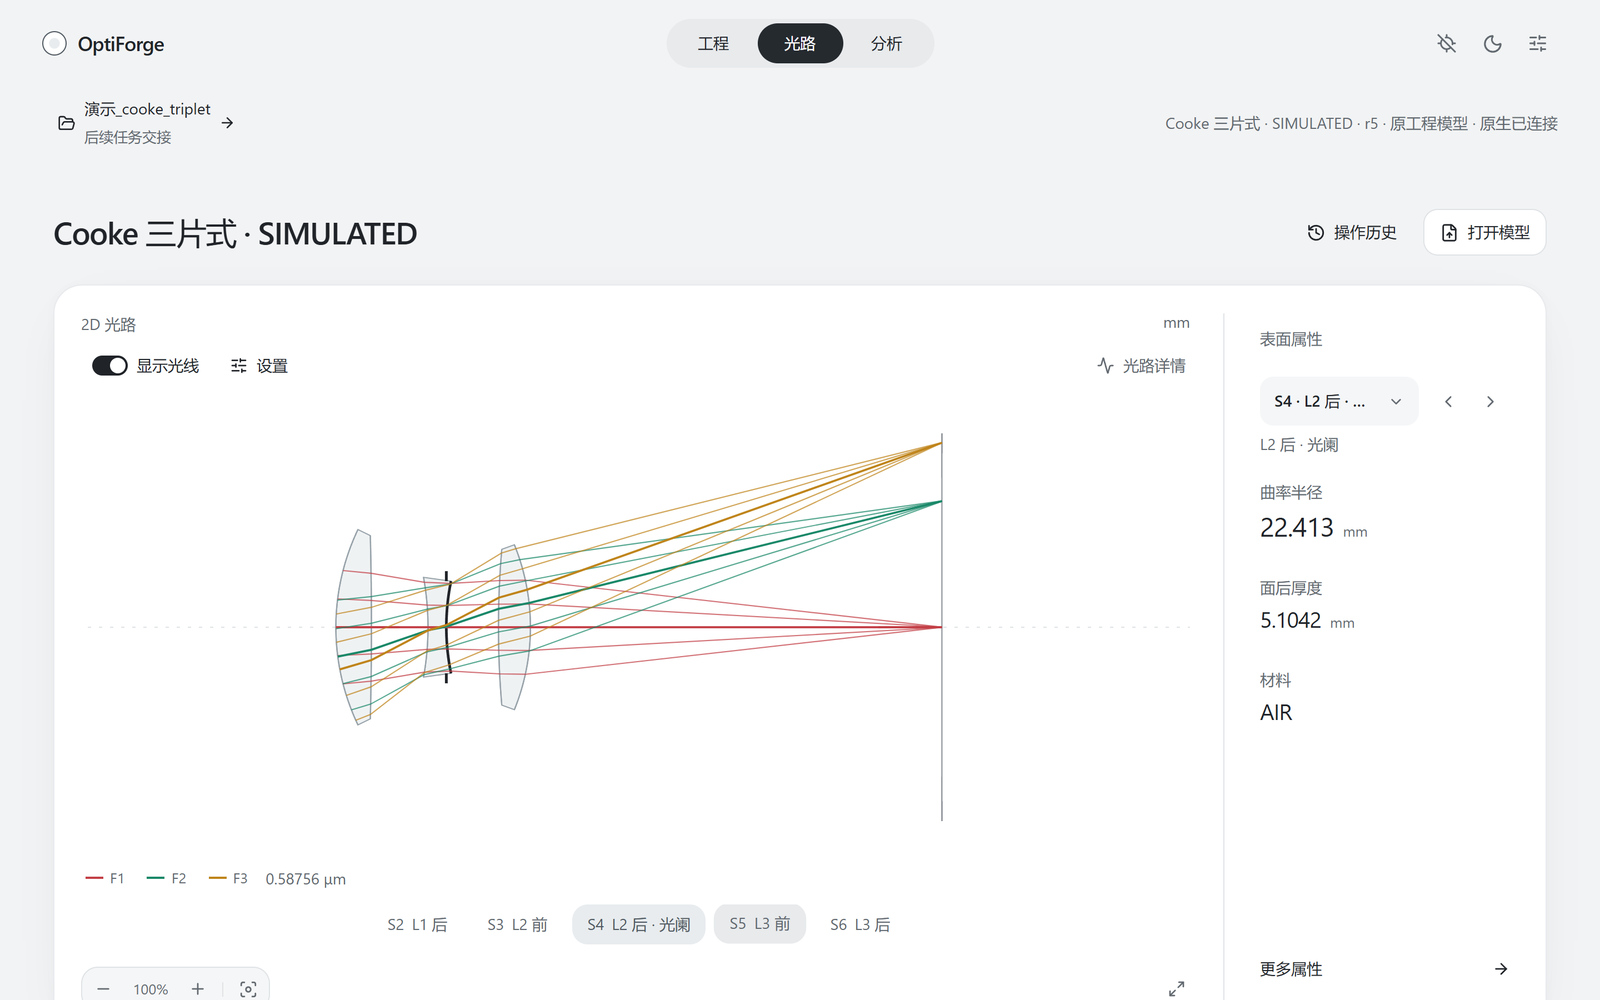 OptiForge
工程
光路
分析
演示_cooke_triplet
后续任务交接
Cooke 三片式 · SIMULATED · r5 · 原工程模型 · 原生已连接
Cooke 三片式 · SIMULATED
操作历史
打开模型
2D 光路
mm
显示光线
设置
光路详情
F1
F2
F3
0.58756 μm
S2 L1 后
S3 L2 前
S4 L2 后 · 光阑
S5 L3 前
S6 L3 后
100%
表面属性
S4 · L2 后 · ...
L2 后 · 光阑
曲率半径
22.413 mm
面后厚度
5.1042 mm
材料
AIR
更多属性